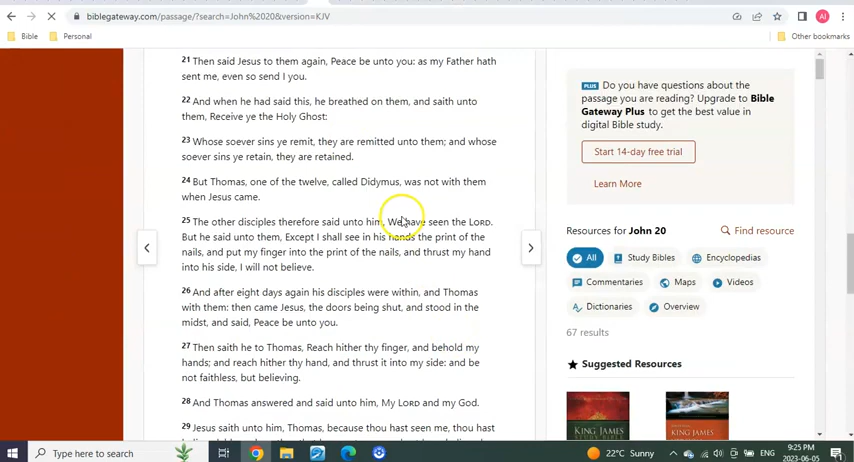 biblegateway.com/passage/?search=John%2020&version=KJV
AI
Bible
Personal
Other bookmarks
21 Then said Jesus to them again, Peace be unto you: as my Father hath
sent me, even so send I you.
22 And when he had said this, he breathed on them, and saith unto
them, Receive ye the Holy Ghost:
23 Whose soever sins ye remit, they are remitted unto them; and whose
soever sins ye retain, they are retained.
24 But Thomas, one of the twelve, called Didymus, was not with them
when Jesus came.
25 The other disciples therefore said unto him, We have seen the LORD.
But he said unto them, Except I shall see in his hands the print of the
nails, and put my finger into the print of the nails, and thrust my hand
into his side, I will not believe.
26 And after eight days again his disciples were within, and Thomas
with them: then came Jesus, the doors being shut, and stood in the
midst, and said, Peace be unto you.
27 Then saith he to Thomas, Reach hither thy finger, and behold my
hands; and reach hither thy hand, and thrust it into my side: and be
not faithless, but believing.
28 And Thomas answered and said unto him, My LORD and my God.
29 Jesus saith unto him, Thomas, because thou hast seen me, thou hast
PLUS Do you have questions about the
passage you are reading? Upgrade to Bible
Gateway Plus to get the best value in
digital Bible study.
Start 14-day free trial
Learn More
Resources for John 20
Find resource
All
Study Bibles
Encyclopedias
Commentaries
Maps
Videos
Dictionaries
Overview
67 results
Suggested Resources
KING JAMES
KING JAMES
Type here to search
22°C Sunny
ENG
9:25 PM
2023-06-05